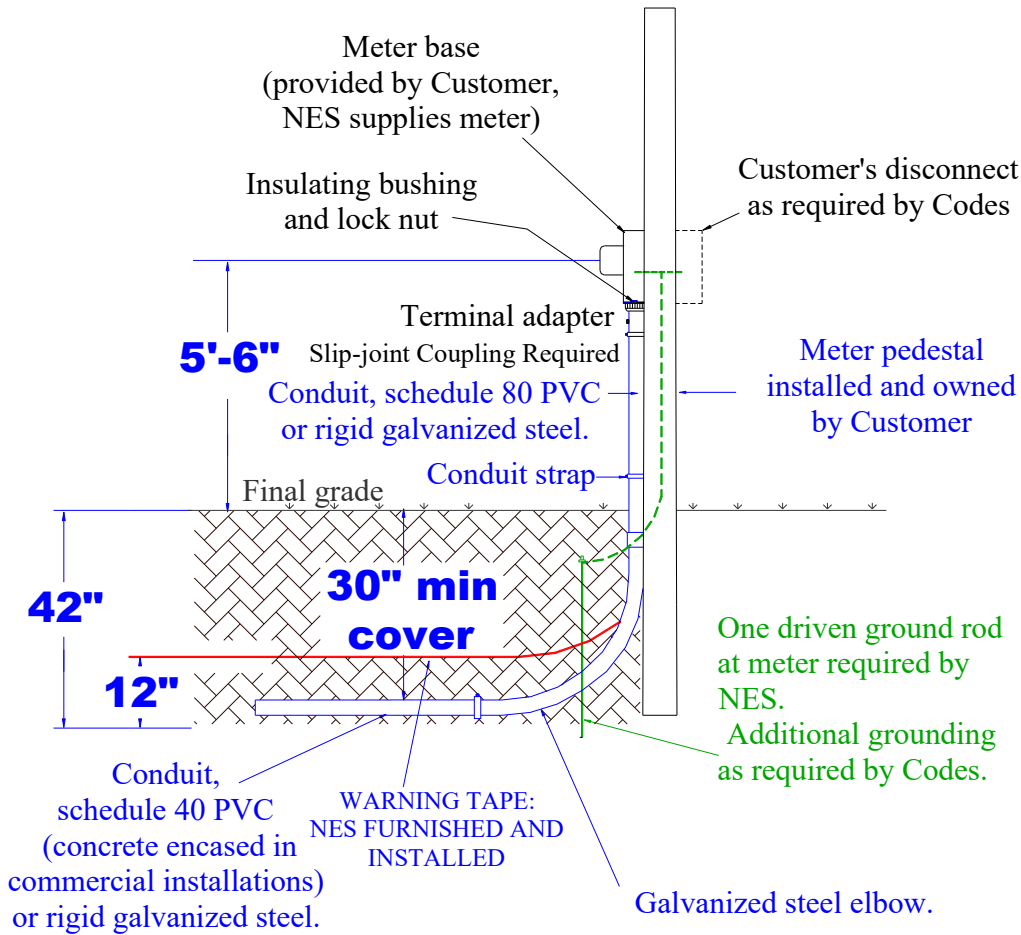 Meter base
(provided by Customer,
NES supplies meter)
Customer's disconnect
as required by Codes
Insulating bushing
and lock nut
Terminal adapter
Slip-joint Coupling Required
5'-6"
Conduit, schedule 80 PVC
or rigid galvanized steel.
Meter pedestal
installed and owned
by Customer
Conduit strap
Final grade
42"
30" min
cover
12"
One driven ground rod
at meter required by
NES.
Additional grounding
as required by Codes.
Conduit,
schedule 40 PVC
(concrete encased in
commercial installations)
or rigid galvanized steel.
WARNING TAPE:
NES FURNISHED AND
INSTALLED
Galvanized steel elbow.